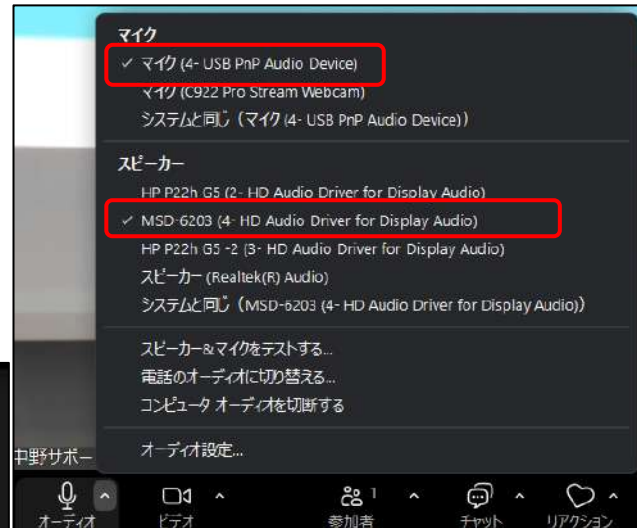 マイク
✓ マイク (4- USB PnP Audio Device)
マイク (C922 Pro Stream Webcam)
システムと同じ (マイク (4- USB PnP Audio Device))
スピーカー
HP P22h G5 (2- HD Audio Driver for Display Audio)
✓ MSD-6203 (4- HD Audio Driver for Display Audio)
HP P22h G5 -2 (3- HD Audio Driver for Display Audio)
スピーカー (Realtek(R) Audio)
システムと同じ (MSD-6203 (4- HD Audio Driver for Display Audio))
スピーカー&マイクをテストする...
電話のオーディオに切り替える...
コンピュータ オーディオを切断する
オーディオ設定...
中野サポー
1
オーディオ ビデオ 参加者 チャット リアクション